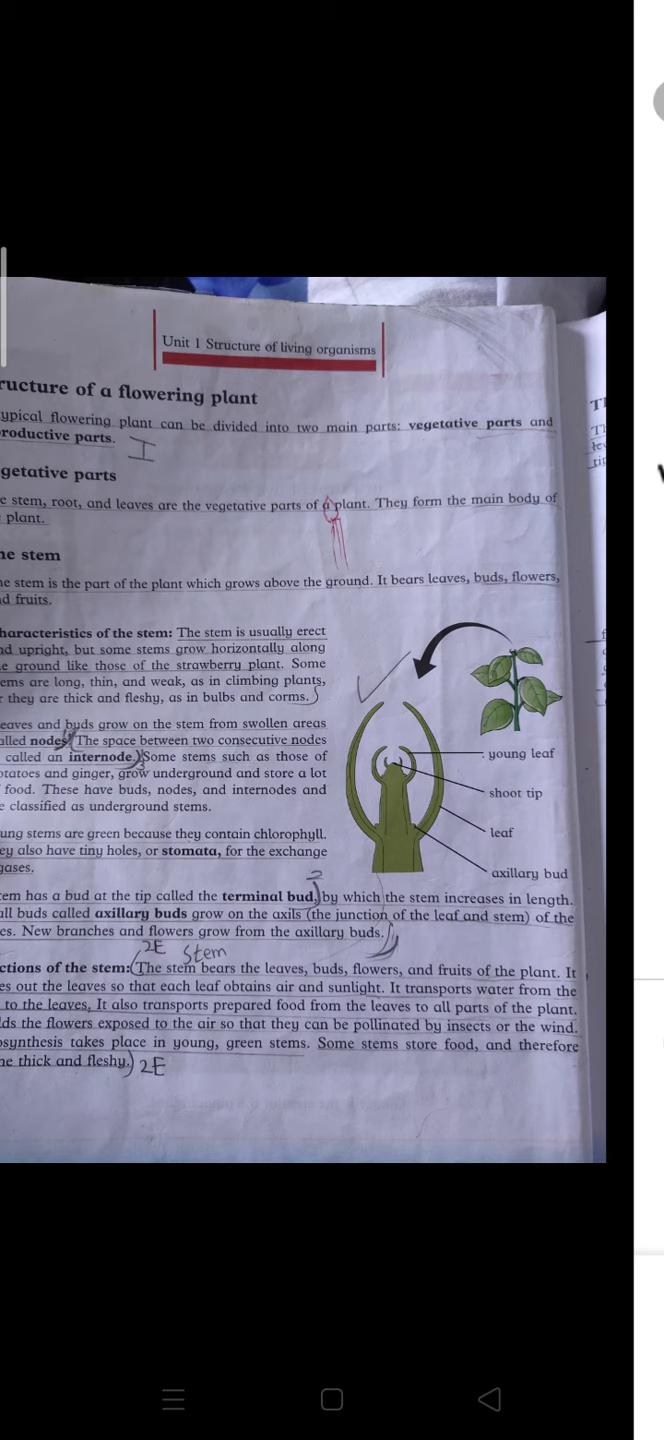 Unit 1 Structure of living organisms
ructure of a flowering plant
ypical flowering plant can be divided into two main parts: vegetative parts and
roductive parts. I
getative parts
e stem, root, and leaves are the vegetative parts of a plant. They form the main body of
plant.
he stem
he stem is the part of the plant which grows above the ground. It bears leaves, buds, flowers,
nd fruits.
haracteristics of the stem: The stem is usually erect
nd upright, but some stems grow horizontally along
e ground like those of the strawberry plant. Some
ems are long, thin, and weak, as in climbing plants,
r they are thick and fleshy, as in bulbs and corms.
eaves and buds grow on the stem from swollen areas
alled nodes. The space between two consecutive nodes
called an internode. Some stems such as those of
otatoes and ginger, grow underground and store a lot
f food. These have buds, nodes, and internodes and
e classified as underground stems.
ung stems are green because they contain chlorophyll.
ey also have tiny holes, or stomata, for the exchange
gases.
young leaf
shoot tip
leaf
axillary bud
tem has a bud at the tip called the terminal bud, by which the stem increases in length.
all buds called axillary buds grow on the axils (the junction of the leaf and stem) of the
es. New branches and flowers grow from the axillary buds.
2E Stem
ctions of the stem: The stem bears the leaves, buds, flowers, and fruits of the plant. It
es out the leaves so that each leaf obtains air and sunlight. It transports water from the
to the leaves, It also transports prepared food from the leaves to all parts of the plant.
lds the flowers exposed to the air so that they can be pollinated by insects or the wind.
osynthesis takes place in young, green stems. Some stems store food, and therefore
me thick and fleshy. 2E